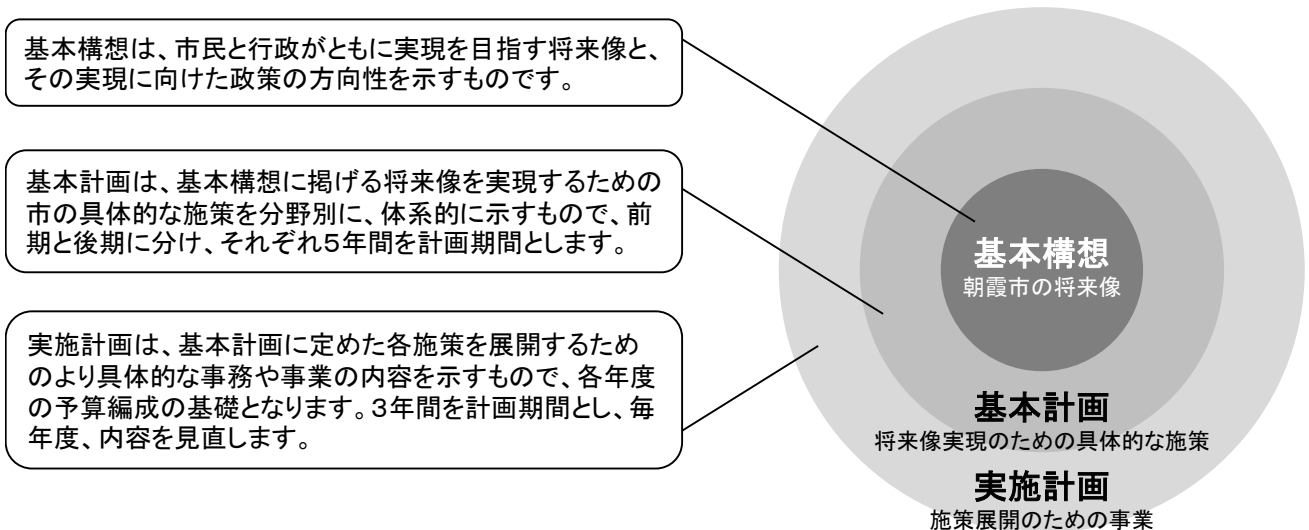 基本構想は、市民と行政がともに実現を目指す将来像と、
その実現に向けた政策の方向性を示すものです。
基本計画は、基本構想に掲げる将来像を実現するための
市の具体的な施策を分野別に、体系的に示すもので、前
期と後期に分け、それぞれ5年間を計画期間とします。
実施計画は、基本計画に定めた各施策を展開するため
のより具体的な事務や事業の内容を示すもので、各年度
の予算編成の基礎となります。3年間を計画期間とし、毎
年度、内容を見直します。
基本構想
朝霞市の将来像
基本計画
将来像実現のための具体的な施策
実施計画
施策展開のための事業